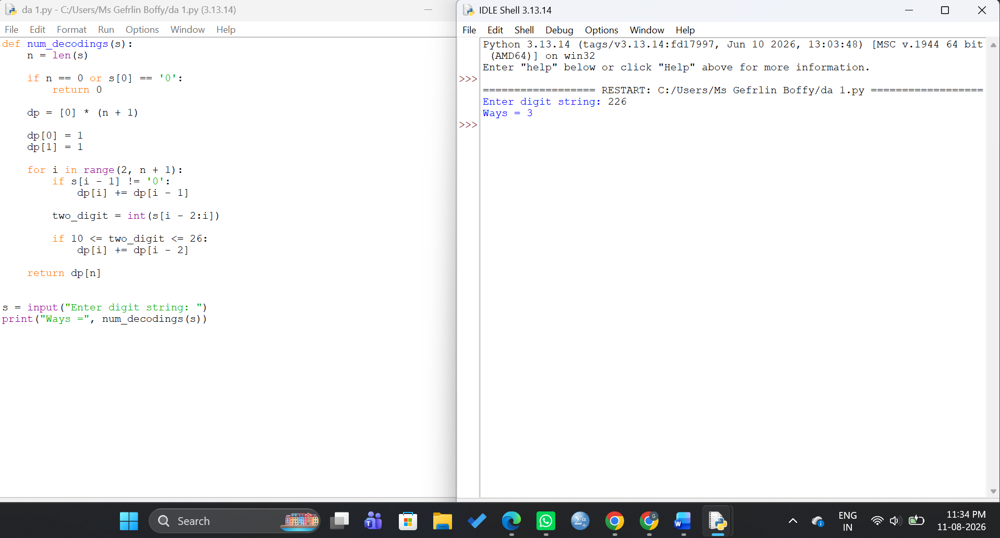 da 1.py - C:/Users/Ms Gefrlin Boffy/da 1.py (3.13.14)
File Edit Format Run Options Window Help
def num_decodings(s):
    n = len(s)

    if n == 0 or s[0] == '0':
        return 0

    dp = [0] * (n + 1)

    dp[0] = 1
    dp[1] = 1

    for i in range(2, n + 1):
        if s[i - 1] != '0':
            dp[i] += dp[i - 1]

        two_digit = int(s[i - 2:i])

        if 10 <= two_digit <= 26:
            dp[i] += dp[i - 2]

    return dp[n]


s = input("Enter digit string: ")
print("Ways =", num_decodings(s))
IDLE Shell 3.13.14
File Edit Shell Debug Options Window Help
Python 3.13.14 (tags/v3.13.14:fd17997, Jun 10 2026, 13:03:48) [MSC v.1944 64 bit
 (AMD64)] on win32
Enter "help" below or click "Help" above for more information.
>>>
================== RESTART: C:/Users/Ms Gefrlin Boffy/da 1.py ==================
Enter digit string: 226
Ways = 3
>>>
Search
ENG
IN
11:34 PM
11-08-2026